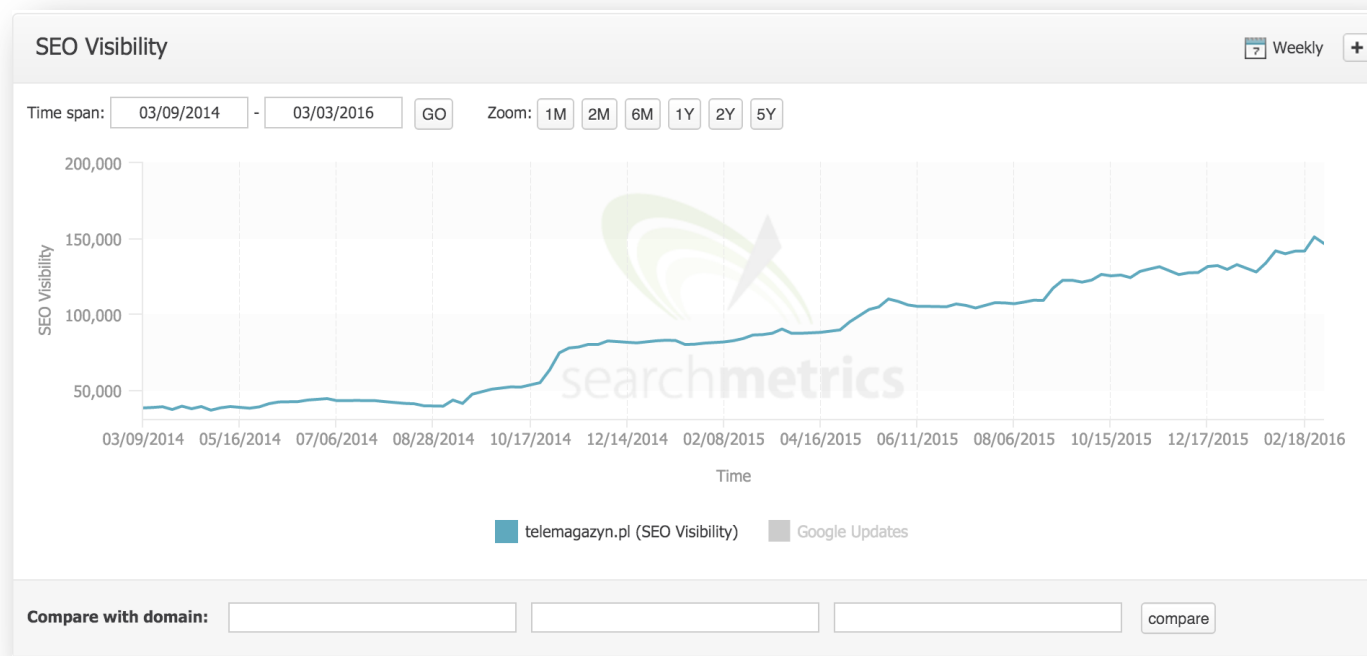 SEO Visibility
Weekly
+
Time span: 03/09/2014 - 03/03/2016 GO Zoom: 1M 2M 6M 1Y 2Y 5Y
200,000
150,000
100,000
50,000
SEO Visibility
searchmetrics
03/09/2014 05/16/2014 07/06/2014 08/28/2014 10/17/2014 12/14/2014 02/08/2015 04/16/2015 06/11/2015 08/06/2015 10/15/2015 12/17/2015 02/18/2016
Time
telemagazyn.pl (SEO Visibility) Google Updates
Compare with domain: compare